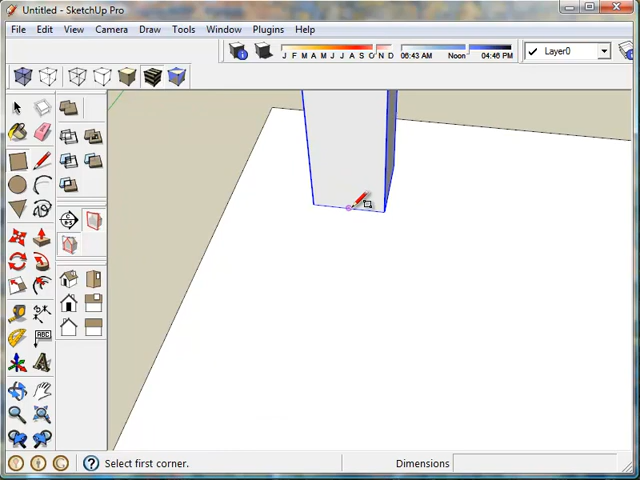 Untitled - SketchUp Pro
File Edit View Camera Draw Tools Window Plugins Help
J F M A M J J A S O N D 06:43 AM Noon 04:46 PM Layer0
ABC
Select first corner. Dimensions